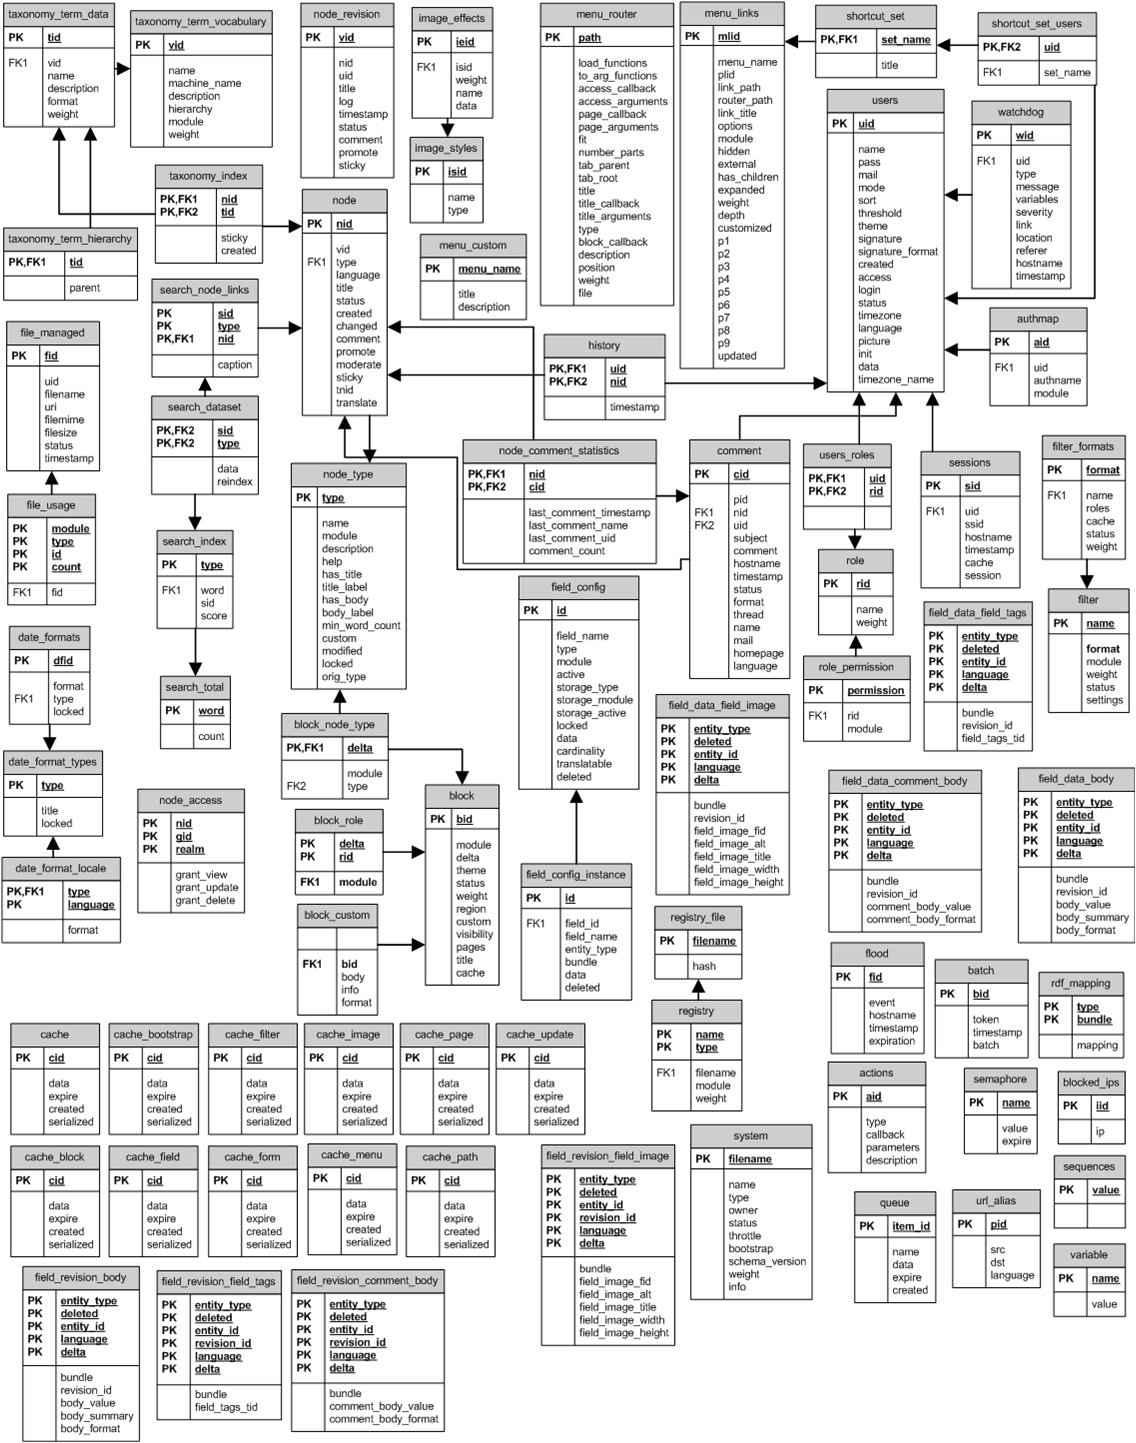 taxonomy_term_data
PK tid
FK1 vid
name
description
format
weight
taxonomy_term_vocabulary
PK vid
name
machine_name
description
hierarchy
module
weight
node_revision
PK vid
nid
uid
title
log
timestamp
status
comment
promote
sticky
image_effects
PK ieid
FK1 isid
weight
name
data
image_styles
PK isid
name
type
menu_router
PK path
load_functions
to_arg_functions
access_callback
access_arguments
page_callback
page_arguments
fit
number_parts
tab_parent
tab_root
title
title_callback
title_arguments
type
block_callback
description
position
weight
file
menu_links
PK mlid
menu_name
plid
link_path
router_path
link_title
options
module
hidden
external
has_children
expanded
weight
depth
customized
p1
p2
p3
p4
p5
p6
p7
p8
p9
updated
shortcut_set
PK,FK1 set_name
title
shortcut_set_users
PK,FK2 uid
FK1 set_name
users
PK uid
name
pass
mail
mode
sort
threshold
theme
signature
signature_format
created
access
login
status
timezone
language
picture
init
data
timezone_name
watchdog
PK wid
FK1 uid
type
message
variables
severity
link
location
referer
hostname
timestamp
taxonomy_index
PK,FK1 nid
PK,FK2 tid
sticky
created
taxonomy_term_hierarchy
PK,FK1 tid
parent
node
PK nid
vid
FK1 type
language
title
status
created
changed
comment
promote
moderate
sticky
tnid
translate
menu_custom
PK menu_name
title
description
search_node_links
PK sid
PK type
PK,FK1 nid
caption
file_managed
PK fid
uid
filename
uri
filemime
filesize
status
timestamp
authmap
PK aid
FK1 uid
authname
module
history
PK,FK1 uid
PK,FK2 nid
timestamp
search_dataset
PK,FK2 sid
PK,FK2 type
data
reindex
node_type
PK type
name
module
description
help
has_title
title_label
has_body
body_label
min_word_count
custom
modified
locked
orig_type
node_comment_statistics
PK,FK1 nid
PK,FK2 cid
last_comment_timestamp
last_comment_name
last_comment_uid
comment_count
comment
PK cid
pid
FK1 nid
FK2 uid
subject
comment
hostname
timestamp
status
format
thread
name
mail
homepage
language
users_roles
PK,FK1 uid
PK,FK2 rid
sessions
PK sid
FK1 uid
ssid
hostname
timestamp
cache
session
filter_formats
PK format
FK1 name
roles
cache
status
weight
file_usage
PK module
PK type
PK id
PK count
FK1 fid
search_index
PK type
FK1 word
sid
score
role
PK rid
name
weight
field_config
PK id
field_name
type
module
active
storage_type
storage_module
storage_active
locked
data
cardinality
translatable
deleted
filter
PK name
format
module
weight
status
settings
field_data_field_tags
PK entity_type
PK deleted
PK entity_id
PK language
PK delta
bundle
revision_id
field_tags_tid
date_formats
PK dfid
FK1 format
type
locked
search_total
PK word
count
role_permission
PK permission
FK1 rid
module
field_data_field_image
PK entity_type
PK deleted
PK entity_id
PK language
PK delta
bundle
revision_id
field_image_fid
field_image_alt
field_image_title
field_image_width
field_image_height
block_node_type
PK,FK1 delta
module
FK2 type
date_format_types
PK type
title
locked
node_access
PK nid
PK gid
PK realm
grant_view
grant_update
grant_delete
block
PK bid
module
delta
theme
status
weight
region
custom
visibility
pages
title
cache
block_role
PK delta
PK rid
FK1 module
field_data_comment_body
PK entity_type
PK deleted
PK entity_id
PK language
PK delta
bundle
revision_id
comment_body_value
comment_body_format
field_data_body
PK entity_type
PK deleted
PK entity_id
PK language
PK delta
bundle
revision_id
body_value
body_summary
body_format
date_format_locale
PK,FK1 type
PK language
format
field_config_instance
PK id
FK1 field_id
field_name
entity_type
bundle
data
deleted
block_custom
FK1 bid
body
info
format
registry_file
PK filename
hash
registry
PK name
PK type
FK1 filename
module
weight
flood
PK fid
event
hostname
timestamp
expiration
batch
PK bid
token
timestamp
batch
rdf_mapping
PK type
PK bundle
mapping
cache
PK cid
data
expire
created
serialized
cache_bootstrap
PK cid
data
expire
created
serialized
cache_filter
PK cid
data
expire
created
serialized
cache_image
PK cid
data
expire
created
serialized
cache_page
PK cid
data
expire
created
serialized
cache_update
PK cid
data
expire
created
serialized
actions
PK aid
type
callback
parameters
description
semaphore
PK name
value
expire
blocked_ips
PK iid
ip
cache_block
PK cid
data
expire
created
serialized
cache_field
PK cid
data
expire
created
serialized
cache_form
PK cid
data
expire
created
serialized
cache_menu
PK cid
data
expire
created
serialized
cache_path
PK cid
data
expire
created
serialized
field_revision_field_image
PK entity_type
PK deleted
PK entity_id
PK revision_id
PK language
PK delta
bundle
field_image_fid
field_image_alt
field_image_title
field_image_width
field_image_height
system
PK filename
name
type
owner
status
throttle
bootstrap
schema_version
weight
info
sequences
PK value
queue
PK item_id
name
data
expire
created
url_alias
PK pid
src
dst
language
variable
PK name
value
field_revision_body
PK entity_type
PK deleted
PK entity_id
PK language
PK delta
bundle
revision_id
body_value
body_summary
body_format
field_revision_field_tags
PK entity_type
PK deleted
PK entity_id
PK revision_id
PK language
PK delta
bundle
field_tags_tid
field_revision_comment_body
PK entity_type
PK deleted
PK entity_id
PK revision_id
PK language
PK delta
bundle
comment_body_value
comment_body_format